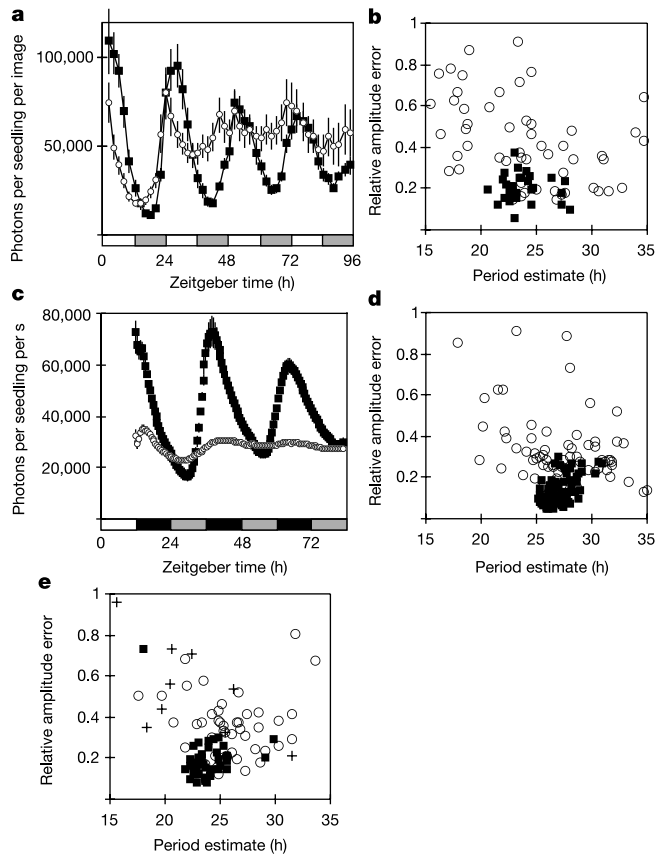 a
Photons per seedling per image
100,000
50,000
0 24 48 72 96
Zeitgeber time (h)
b
Relative amplitude error
1
0.8
0.6
0.4
0.2
15 20 25 30 35
Period estimate (h)
c
Photons per seedling per s
80,000
60,000
40,000
20,000
0 24 48 72
Zeitgeber time (h)
d
Relative amplitude error
1
0.8
0.6
0.4
0.2
15 20 25 30 35
Period estimate (h)
e
Relative amplitude error
1
0.8
0.6
0.4
0.2
15 20 25 30 35
Period estimate (h)